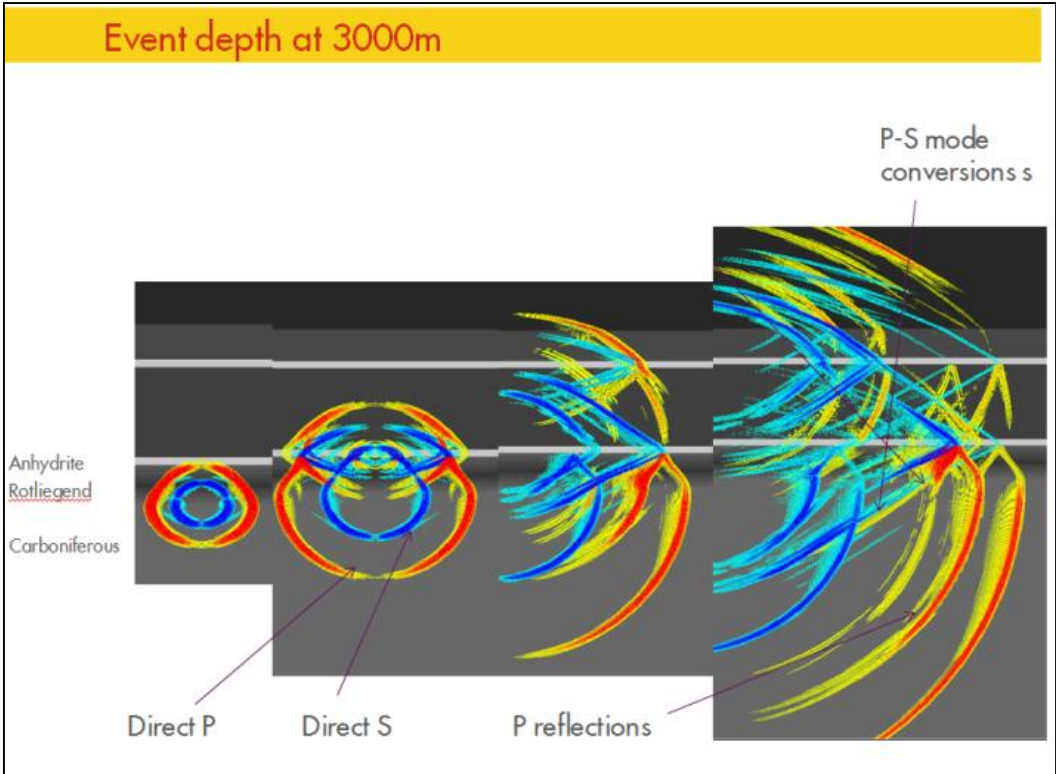 Event depth at 3000m
P-S mode
conversions s
Anhydrite
Rotliegend
Carboniferous
Direct P
Direct S
P reflections